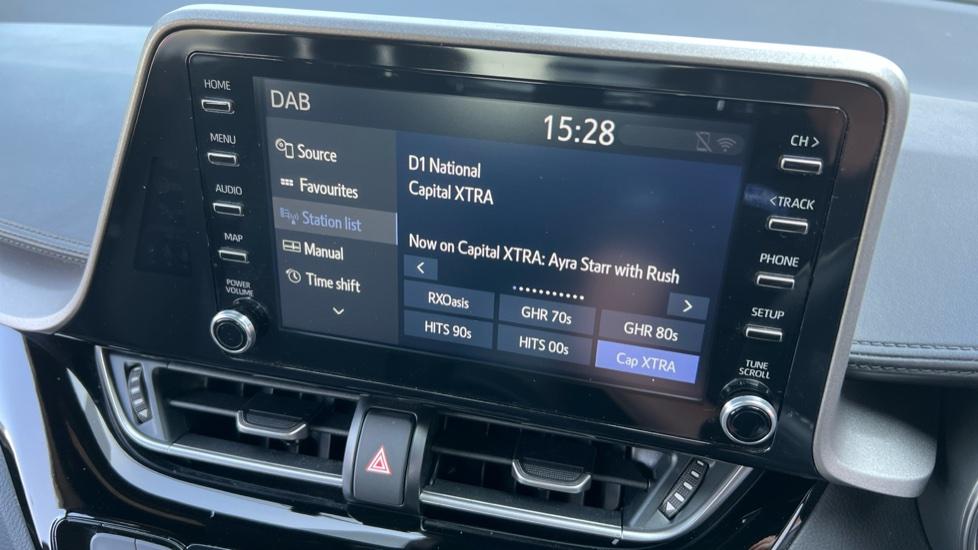 HOME
MENU
AUDIO
MAP
POWER
VOLUME
DAB
15:28
Source
Favourites
Station list
Manual
Time shift
D1 National
Capital XTRA
Now on Capital XTRA: Ayra Starr with Rush
<
>
RXOasis
GHR 70s
GHR 80s
HITS 90s
HITS 00s
Cap XTRA
CH >
< TRACK
PHONE
SETUP
TUNE
SCROLL